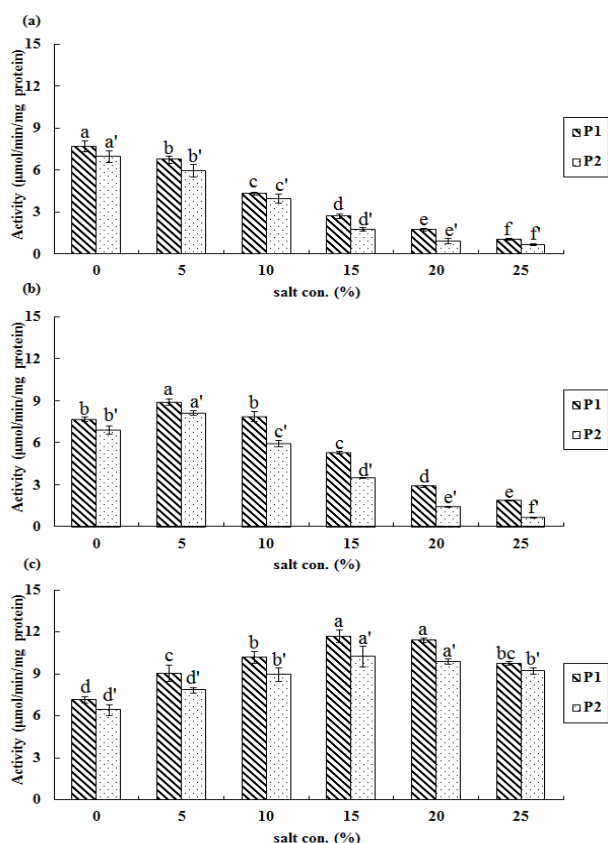 (a)
15
12
9
6
3
0
Activity (μmol/min/mg protein)
a a' b b' c c' d d' e e' f f'
0 5 10 15 20 25
salt con. (%)
P1
P2
(b)
15
12
9
6
3
0
Activity (μmol/min/mg protein)
b b' a a' b c' c d' d e' e f'
0 5 10 15 20 25
salt con. (%)
P1
P2
(c)
15
12
9
6
3
0
Activity (μmol/min/mg protein)
d d' c d' b b' a a' a a' bc b'
0 5 10 15 20 25
salt con. (%)
P1
P2